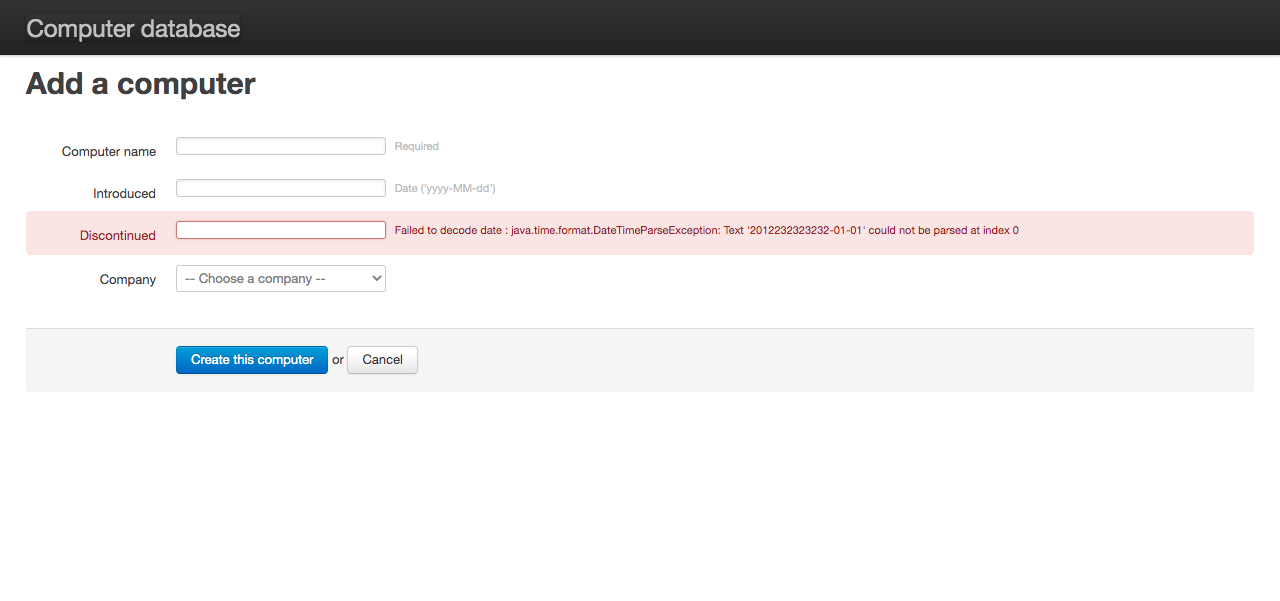 Computer database
Add a computer
Computer name Required
Introduced Date ('yyyy-MM-dd')
Discontinued Failed to decode date : java.time.format.DateTimeParseException: Text '2012232323232-01-01' could not be parsed at index 0
Company -- Choose a company --
Create this computer or Cancel